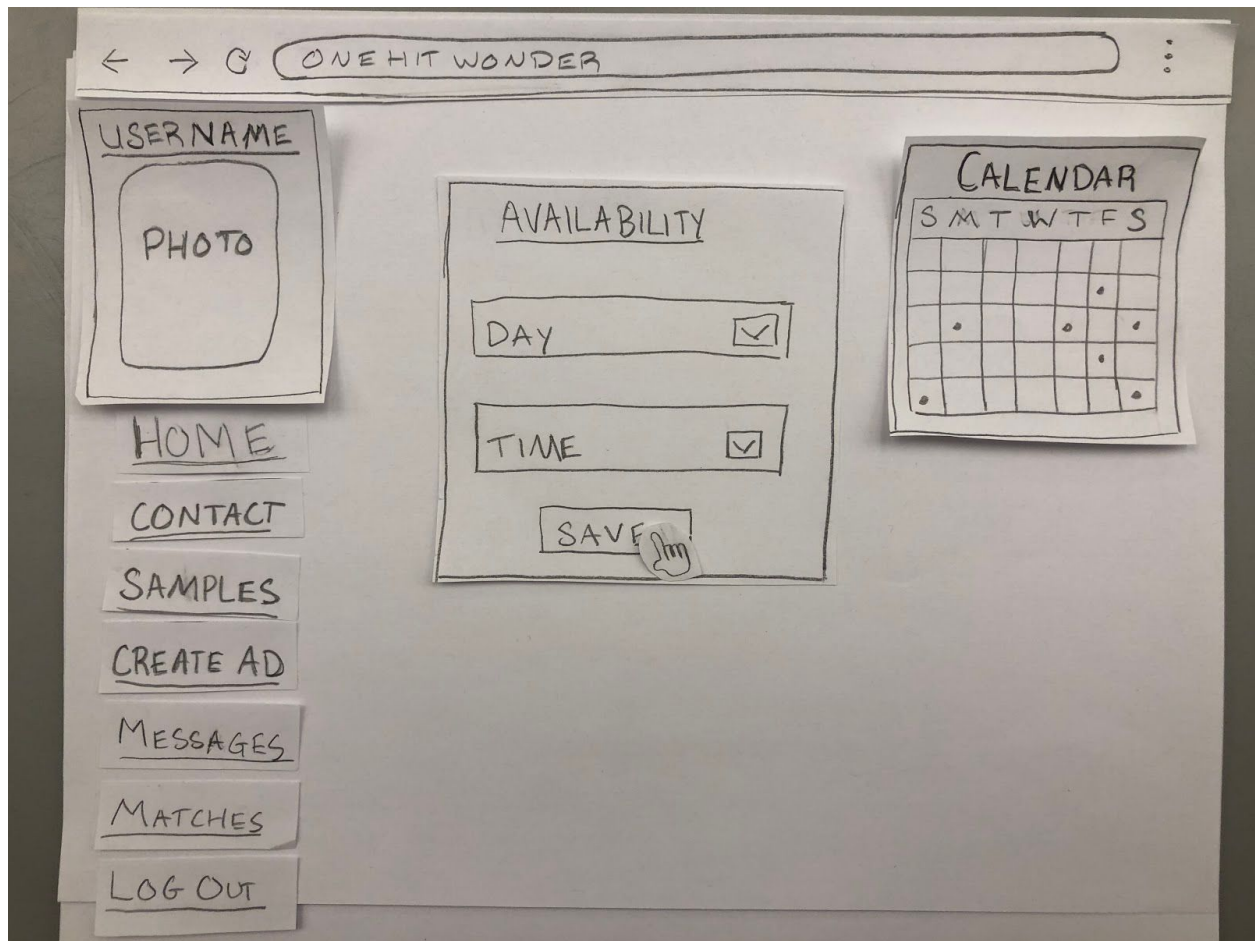 ONE HIT WONDER
USERNAME
PHOTO
HOME
CONTACT
SAMPLES
CREATE AD
MESSAGES
MATCHES
LOG OUT
AVAILABILITY
DAY
TIME
SAVE
CALENDAR
S M T W T F S